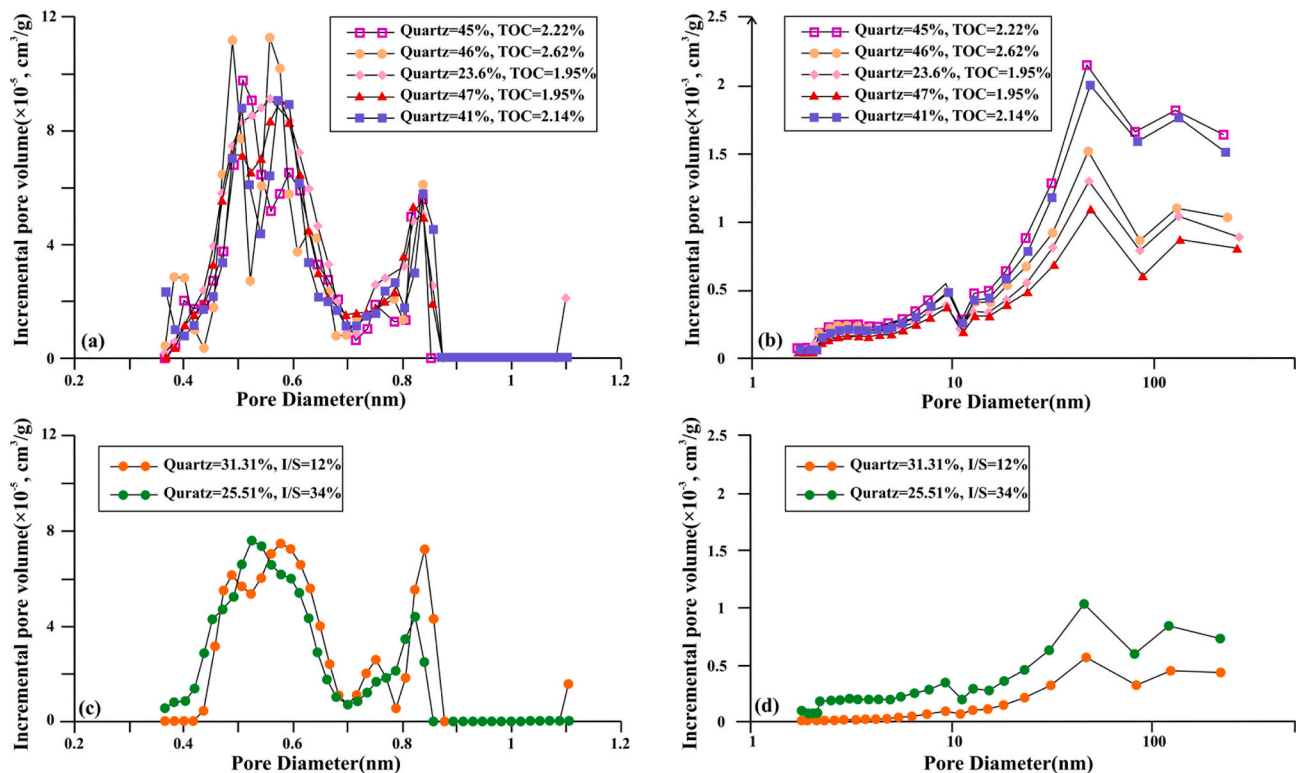 Incremental pore volume(×10⁻⁵, cm³/g)
12
8
4
0
Quartz=45%, TOC=2.22%
Quartz=46%, TOC=2.62%
Quartz=23.6%, TOC=1.95%
Quartz=47%, TOC=1.95%
Quartz=41%, TOC=2.14%
(a)
0.2
0.4
0.6
0.8
1
1.2
Pore Diameter(nm)
Incremental pore volume(×10⁻³, cm³/g)
2.5
2
1.5
1
0.5
0
Quartz=45%, TOC=2.22%
Quartz=46%, TOC=2.62%
Quartz=23.6%, TOC=1.95%
Quartz=47%, TOC=1.95%
Quartz=41%, TOC=2.14%
(b)
1
10
100
Pore Diameter(nm)
Incremental pore volume(×10⁻⁵, cm³/g)
12
8
4
0
Quartz=31.31%, I/S=12%
Quratz=25.51%, I/S=34%
(c)
0.2
0.4
0.6
0.8
1
1.2
Pore Diameter(nm)
Incremental pore volume(×10⁻³, cm³/g)
2.5
2
1.5
1
0.5
0
Quartz=31.31%, I/S=12%
Quratz=25.51%, I/S=34%
(d)
1
10
100
Pore Diameter(nm)